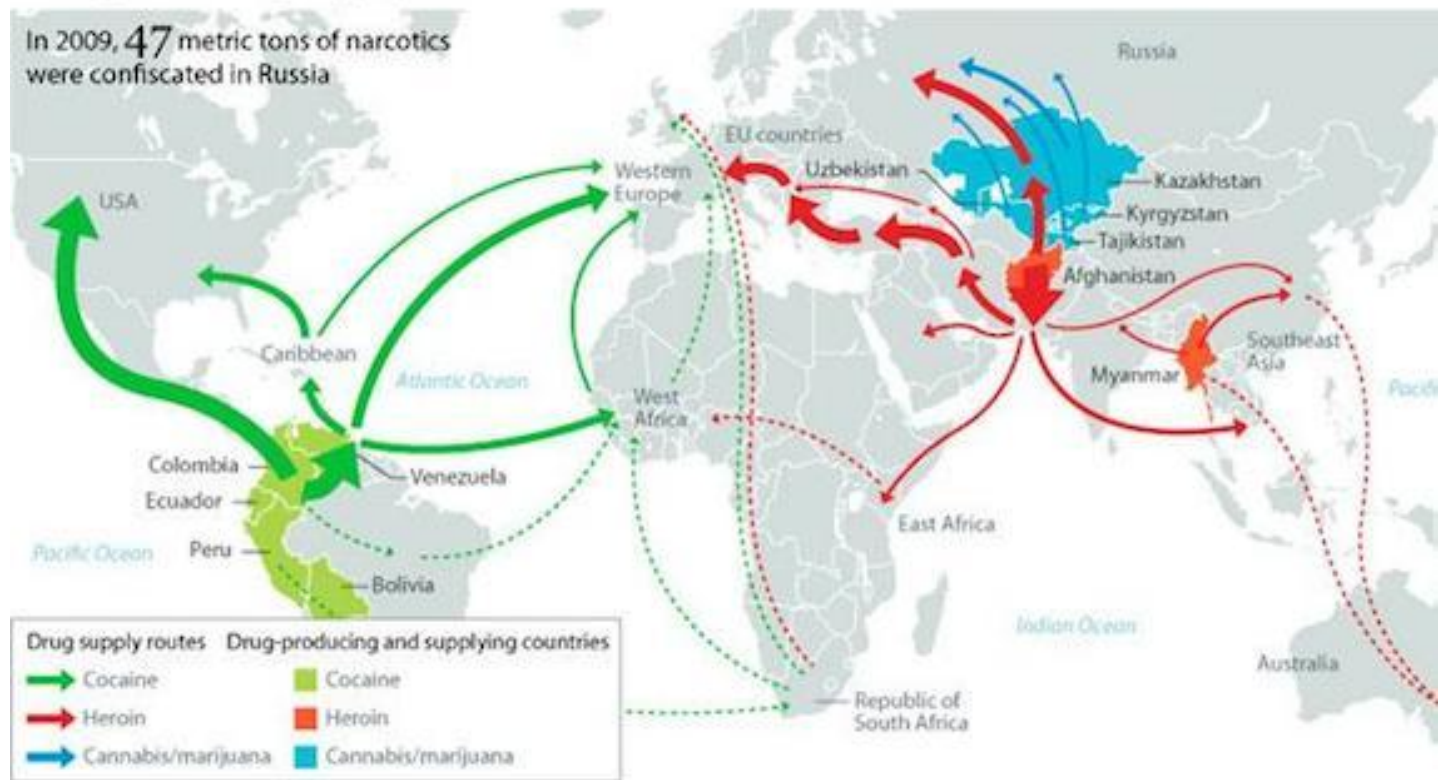 In 2009, 47 metric tons of narcotics
were confiscated in Russia
Russia
EU countries
Western
Europe
Uzbekistan
Kazakhstan
Kyrgyzstan
Tajikistan
Afghanistan
USA
Caribbean
Atlantic Ocean
West
Africa
Myanmar
Southeast
Asia
Pacific
Colombia
Venezuela
Ecuador
East Africa
Pacific Ocean
Peru
Bolivia
Indian Ocean
Australia
Republic of
South Africa
Drug supply routes
Cocaine
Heroin
Cannabis/marijuana
Drug-producing and supplying countries
Cocaine
Heroin
Cannabis/marijuana